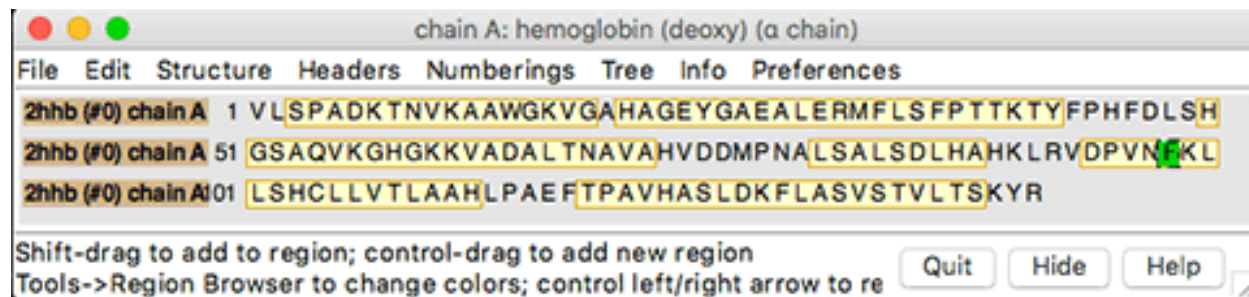 chain A: hemoglobin (deoxy) (α chain)
File Edit Structure Headers Numberings Tree Info Preferences
2hhb (#0) chain A 1 VLSPADKTNVKAAWGKVGAHAGEYGAEALERMFLSFPTTKTYFPHFDLSH
2hhb (#0) chain A 51 GSAQVKGHGKKVADALTNAVAHVDDMPNALSALSDLHAHKLRVDPVNFKL
2hhb (#0) chain A 101 LSHCLLVTLAAHLPAEFTPAVHASLDKFLASVSTVLTSKYR
Shift-drag to add to region; control-drag to add new region
Tools->Region Browser to change colors; control left/right arrow to re
Quit Hide Help